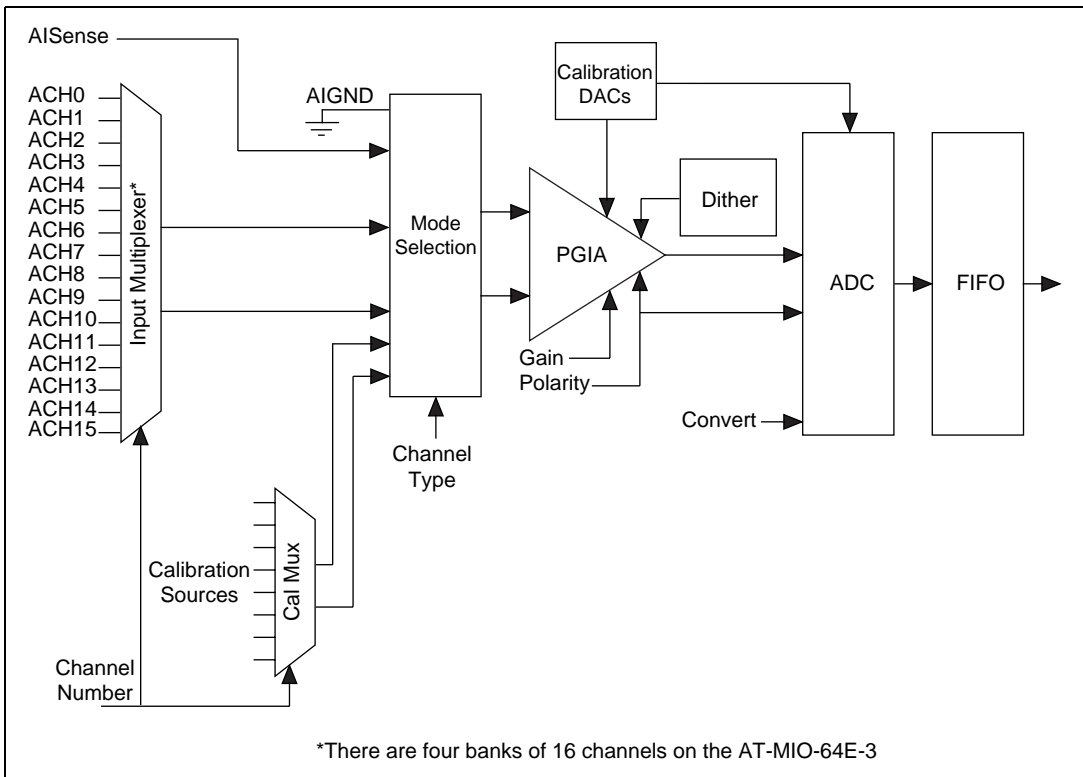 AISense
ACH0
ACH1
ACH2
ACH3
ACH4
ACH5
ACH6
ACH7
ACH8
ACH9
ACH10
ACH11
ACH12
ACH13
ACH14
ACH15
Input Multiplexer*
AIGND
Mode
Selection
Channel
Type
Calibration
DACs
Dither
PGIA
Gain
Polarity
Convert
ADC
FIFO
Calibration
Sources
Cal Mux
Channel
Number
*There are four banks of 16 channels on the AT-MIO-64E-3